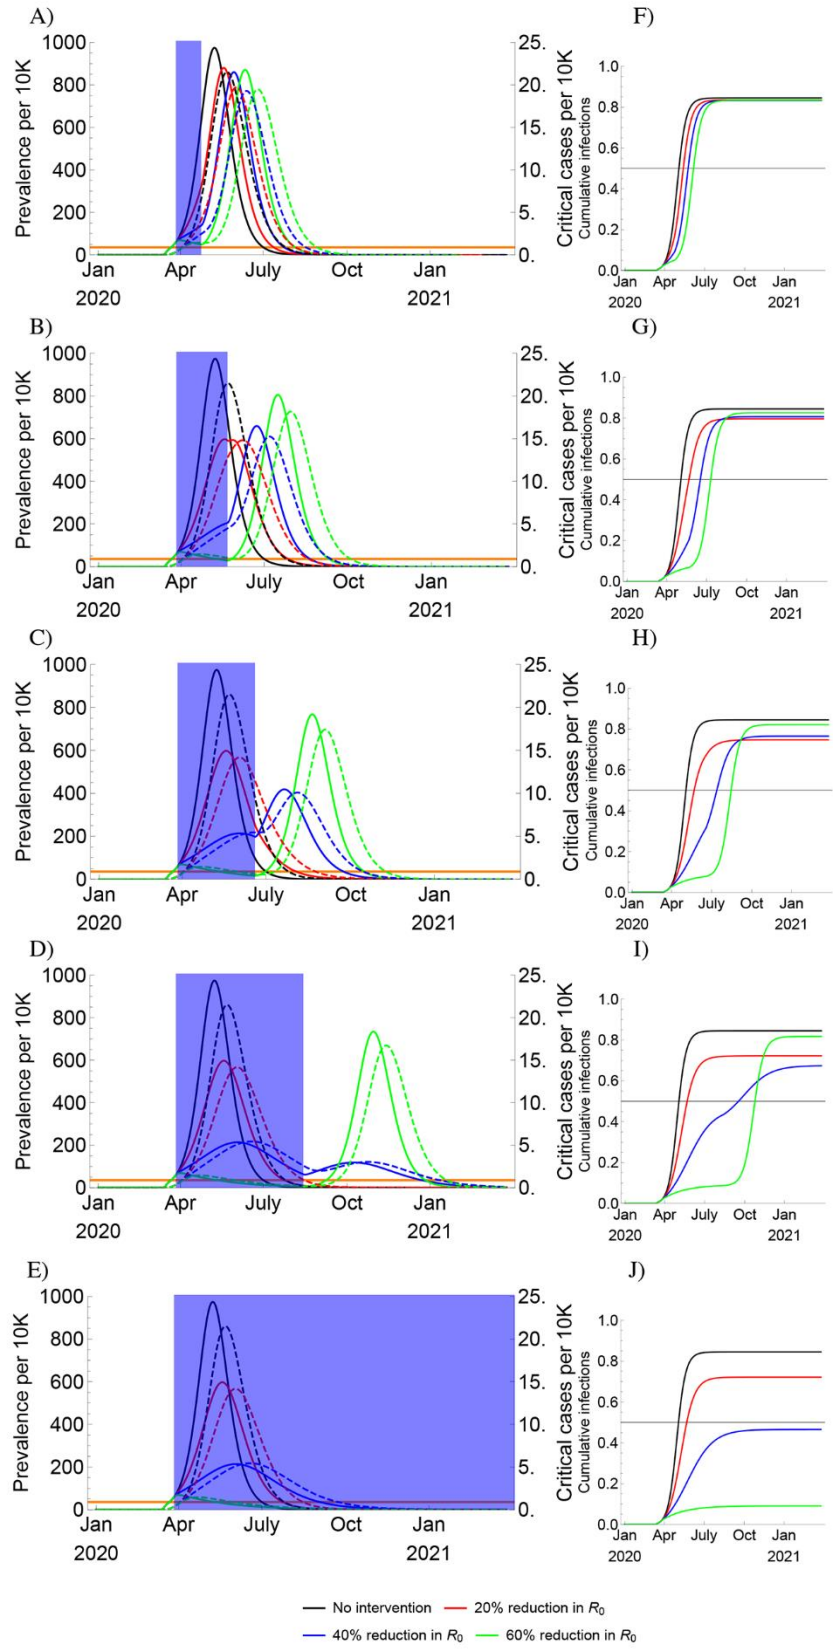 A)
F)
Prevalence per 10K
1000
800
600
400
200
0
25.
20.
15.
10.
5.
0.
Critical cases per 10K
Jan Apr July Oct Jan
2020 2021
Cumulative infections
1.0
0.8
0.6
0.4
0.2
0.0
Jan Apr July Oct Jan
2020 2021
B)
G)
Prevalence per 10K
1000
800
600
400
200
0
25.
20.
15.
10.
5.
0.
Critical cases per 10K
Jan Apr July Oct Jan
2020 2021
Cumulative infections
1.0
0.8
0.6
0.4
0.2
0.0
Jan Apr July Oct Jan
2020 2021
C)
H)
Prevalence per 10K
1000
800
600
400
200
0
25.
20.
15.
10.
5.
0.
Critical cases per 10K
Jan Apr July Oct Jan
2020 2021
Cumulative infections
1.0
0.8
0.6
0.4
0.2
0.0
Jan Apr July Oct Jan
2020 2021
D)
I)
Prevalence per 10K
1000
800
600
400
200
0
25.
20.
15.
10.
5.
0.
Critical cases per 10K
Jan Apr July Oct Jan
2020 2021
Cumulative infections
1.0
0.8
0.6
0.4
0.2
0.0
Jan Apr July Oct Jan
2020 2021
E)
J)
Prevalence per 10K
1000
800
600
400
200
0
25.
20.
15.
10.
5.
0.
Critical cases per 10K
Jan Apr July Oct Jan
2020 2021
Cumulative infections
1.0
0.8
0.6
0.4
0.2
0.0
Jan Apr July Oct Jan
2020 2021
No intervention 20% reduction in R₀
40% reduction in R₀ 60% reduction in R₀